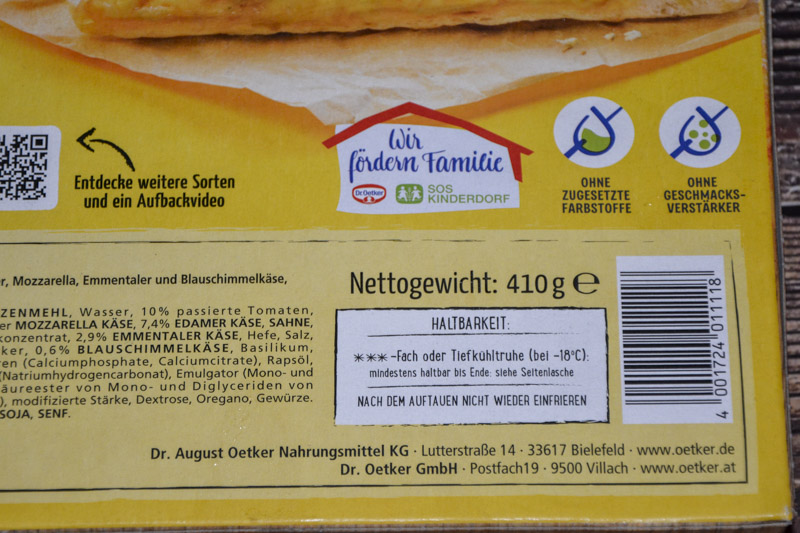 Wir
fördern Familie
Dr. Oetker
SOS
KINDERDORF
OHNE
ZUGESETZTE
FARBSTOFFE
OHNE
GESCHMACKS-
VERSTÄRKER
Entdecke weitere Sorten
und ein Aufbackvideo
Mozzarella, Emmentaler und Blauschimmelkäse,
ZENMEHL, Wasser, 10% passierte Tomaten,
er MOZZARELLA KÄSE, 7,4% EDAMER KÄSE, SAHNE,
konzentrat, 2,9% EMMENTALER KÄSE, Hefe, Salz,
ker, 0,6% BLAUSCHIMMELKÄSE, Basilikum,
ren (Calciumphosphate, Calciumcitrate), Rapsöl,
(Natriumhydrogencarbonat), Emulgator (Mono- und
äureester von Mono- und Diglyceriden von
), modifizierte Stärke, Dextrose, Oregano, Gewürze.
SOJA, SENF.
Nettogewicht: 410 g ℮
HALTBARKEIT:
***-Fach oder Tiefkühltruhe (bei -18°C):
mindestens haltbar bis Ende: siehe Seitenlasche
NACH DEM AUFTAUEN NICHT WIEDER EINFRIEREN
4 001724 011118
Dr. August Oetker Nahrungsmittel KG · Lutterstraße 14 · 33617 Bielefeld · www.oetker.de
Dr. Oetker GmbH · Postfach19 · 9500 Villach · www.oetker.at